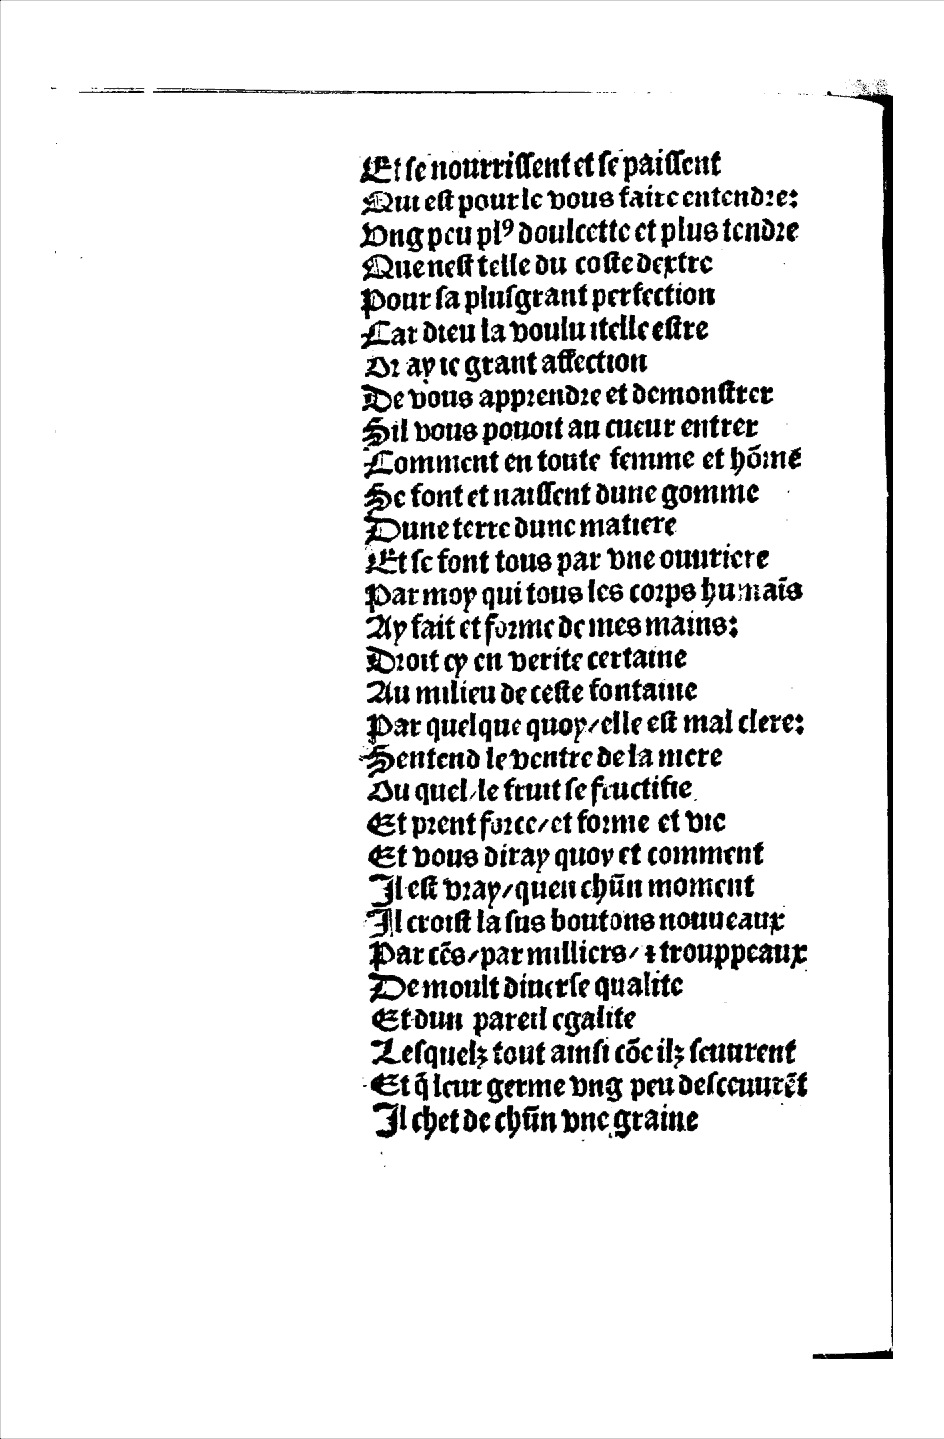 Et se nourrissent et se paissent
Qui est pour le vous faire entendre:
Ung peu plꝰ doulcette et plus tendre
Que nest telle du coste dextre
Pour sa plusgrant perfection
Car dieu la voulu itelle estre
Or ay ie grant affection
De vous apprendre et demonstrer
Sil vous pouoit au cueur entrer
Comment en toute femme et hõme
Se font et naissent dune gomme
Dune terre dune matiere
Et se font tous par vne ouuriere
Par moy qui tous les corps humaĩs
Ay fait et forme de mes mains:
Droit cy en verite certaine
Au milieu de ceste fontaine
Par quelque quoy/elle est mal clere:
Sentend le ventre de la mere
Ou quel/le fruit se fructifie
Et prent force/et forme et vie
Et vous diray quoy et comment
Il est vray/quen chũn moment
Il croist la sus boutons nouueaux
Par cẽs/par milliers/⁊ trouppeaux
De moult diuerse qualite
Et dun pareil egalite
Lesquelz tout ainsi cõe ilz seuurent
Et q̃ leur germe vng peu desceuurẽt
Il chet de chũn vne graine